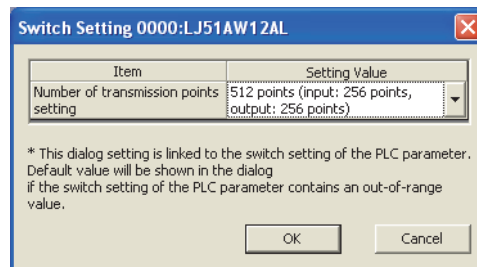 Switch Setting 0000:LJ51AW12AL
Item Setting Value
Number of transmission points 512 points (input: 256 points,
setting output: 256 points)
* This dialog setting is linked to the switch setting of the PLC parameter.
Default value will be shown in the dialog
if the switch setting of the PLC parameter contains an out-of-range
value.
OK Cancel